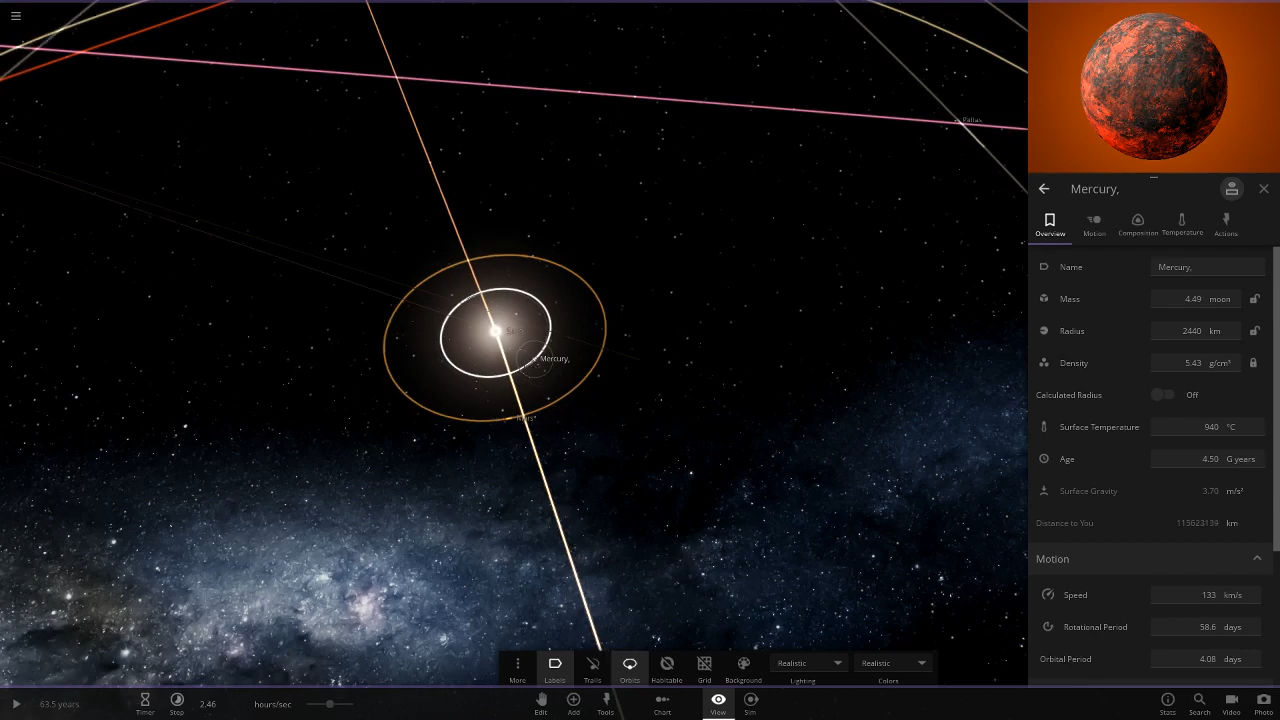 Pallas
Mercury,
Mercury,
Overview
Motion
Composition
Temperature
Actions
Name
Mercury,
Mass
4.49 moon
Radius
2440 km
Density
5.43 g/cm³
Calculated Radius
Off
Surface Temperature
940 °C
Age
4.50 G years
Surface Gravity
3.70 m/s²
Distance to You
115623139 km
Motion
Speed
133 km/s
Rotational Period
58.6 days
Orbital Period
4.08 days
More
Labels
Trails
Orbits
Habitable
Grid
Background
Realistic
Lighting
Realistic
Colors
63.5 years
Timer
Step
2.46
hours/sec
Edit
Add
Tools
Chart
View
Sim
Stats
Search
Video
Photo